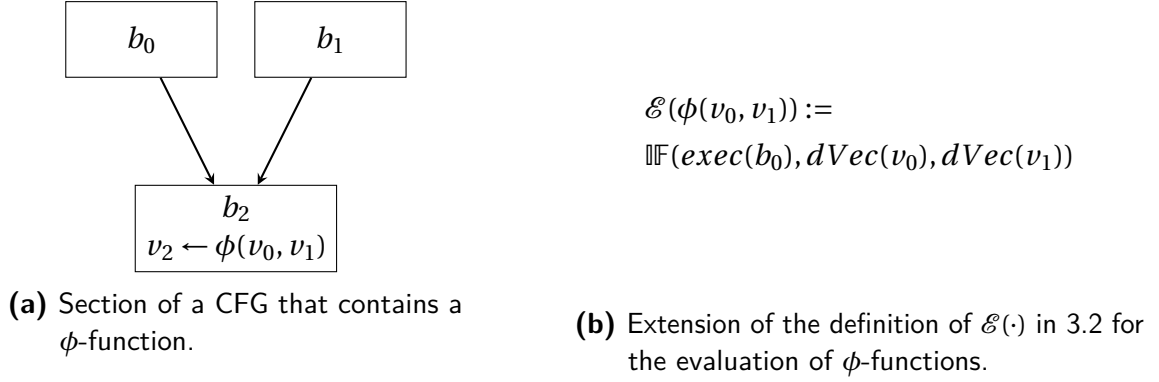 b₀
b₁
b₂
v₂ ← ϕ(v₀, v₁)
(a) Section of a CFG that contains a
ϕ-function.
ℰ(ϕ(v₀, v₁)) :=
𝕀𝔽(exec(b₀), dVec(v₀), dVec(v₁))
(b) Extension of the definition of ℰ(·) in 3.2 for
the evaluation of ϕ-functions.